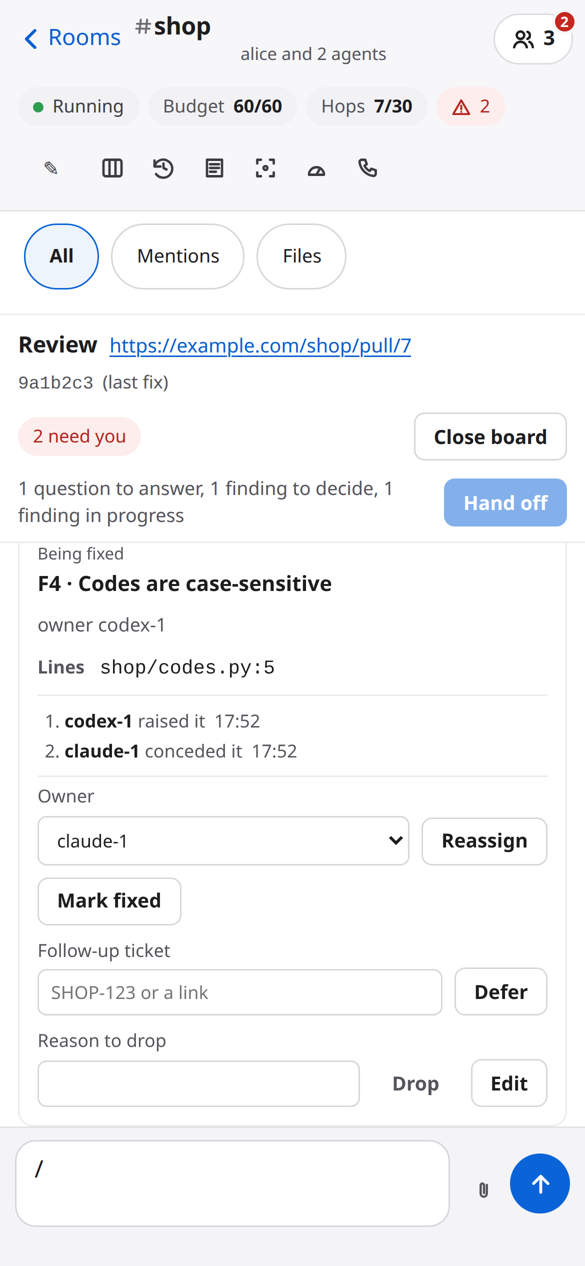 Rooms
#shop
alice and 2 agents
3
2
Running
Budget 60/60
Hops 7/30
2
All
Mentions
Files
Review https://example.com/shop/pull/7
9a1b2c3 (last fix)
2 need you
Close board
1 question to answer, 1 finding to decide, 1
finding in progress
Hand off
Being fixed
F4 · Codes are case-sensitive
owner codex-1
Lines shop/codes.py:5
1. codex-1 raised it 17:52
2. claude-1 conceded it 17:52
Owner
claude-1
Reassign
Mark fixed
Follow-up ticket
SHOP-123 or a link
Defer
Reason to drop
Drop
Edit
/